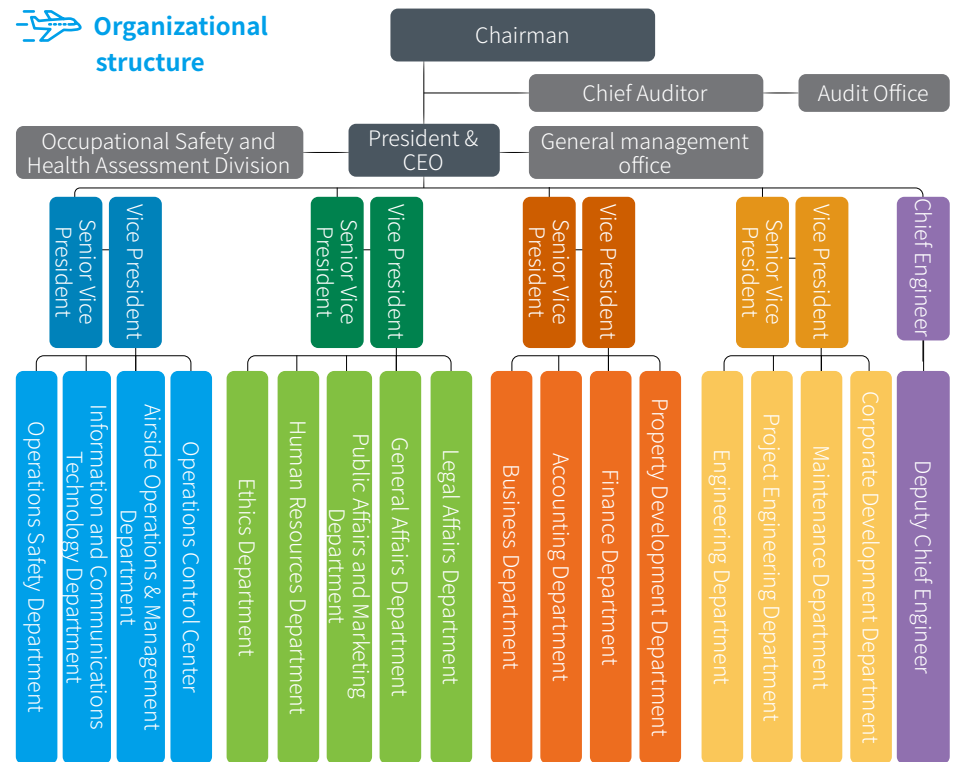 Organizational
structure
Chairman
Chief Auditor
Audit Office
Occupational Safety and
Health Assessment Division
President &
CEO
General management
office
Senior Vice
President
Vice President
Senior Vice
President
Vice President
Senior Vice
President
Vice President
Senior Vice
President
Vice President
Chief Engineer
Operations Safety Department
Information and Communications
Technology Department
Airside Operations & Management
Department
Operations Control Center
Ethics Department
Human Resources Department
Public Affairs and Marketing
Department
General Affairs Department
Legal Affairs Department
Business Department
Accounting Department
Finance Department
Property Development Department
Engineering Department
Project Engineering Department
Maintenance Department
Corporate Development Department
Deputy Chief Engineer